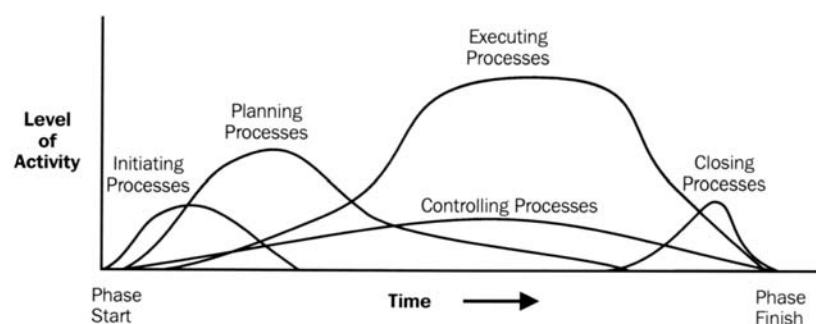 Executing
Processes
Planning
Processes
Level
of
Activity
Initiating
Processes
Closing
Processes
Controlling Processes
Phase
Start
Time
Phase
Finish